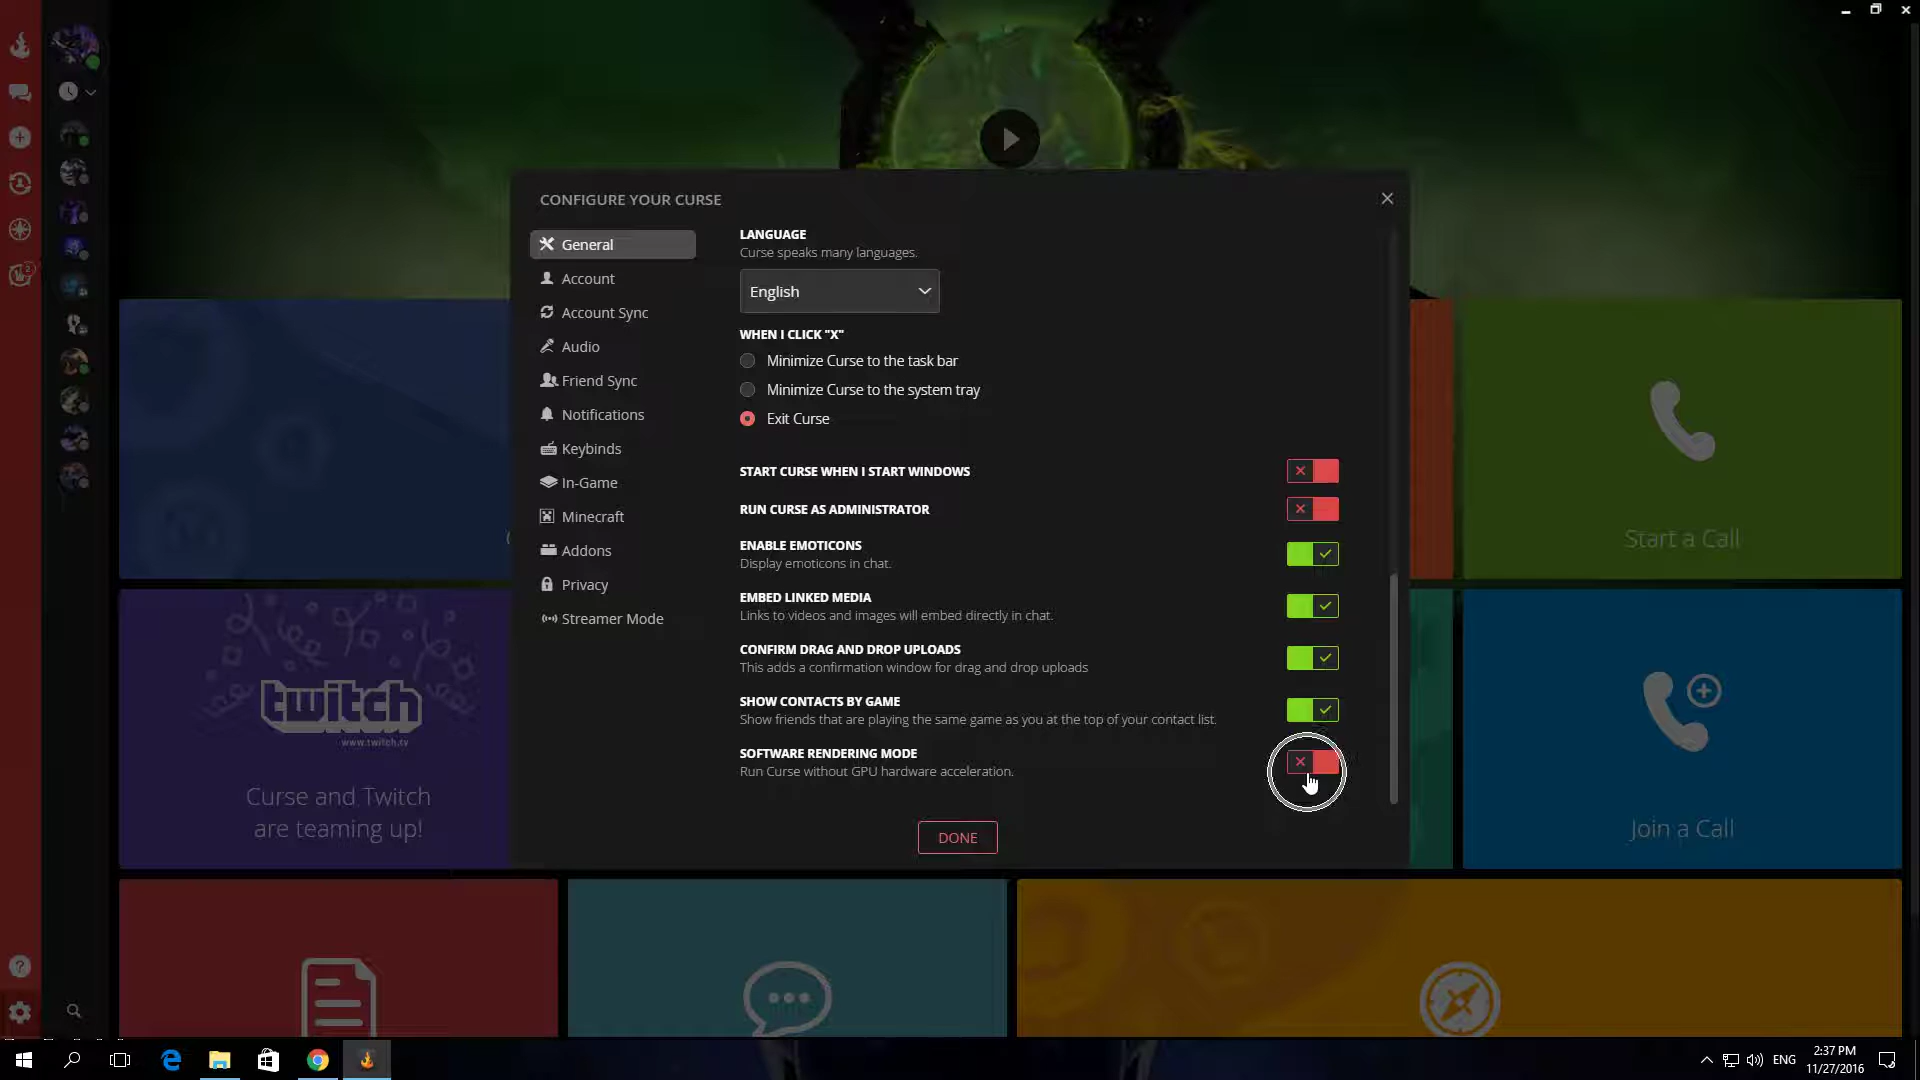 CONFIGURE YOUR CURSE
General
Account
Account Sync
Audio
Friend Sync
Notifications
Keybinds
In-Game
Minecraft
Addons
Privacy
Streamer Mode
LANGUAGE
Curse speaks many languages.
English
WHEN I CLICK "X"
Minimize Curse to the task bar
Minimize Curse to the system tray
Exit Curse
START CURSE WHEN I START WINDOWS
RUN CURSE AS ADMINISTRATOR
ENABLE EMOTICONS
Display emoticons in chat.
EMBED LINKED MEDIA
Links to videos and images will embed directly in chat.
CONFIRM DRAG AND DROP UPLOADS
This adds a confirmation window for drag and drop uploads
SHOW CONTACTS BY GAME
Show friends that are playing the same game as you at the top of your contact list.
SOFTWARE RENDERING MODE
Run Curse without GPU hardware acceleration.
DONE
2
Start a Call
twitch
www.twitch.tv
Curse and Twitch
are teaming up!
Join a Call
ENG
2:37 PM
11/27/2016